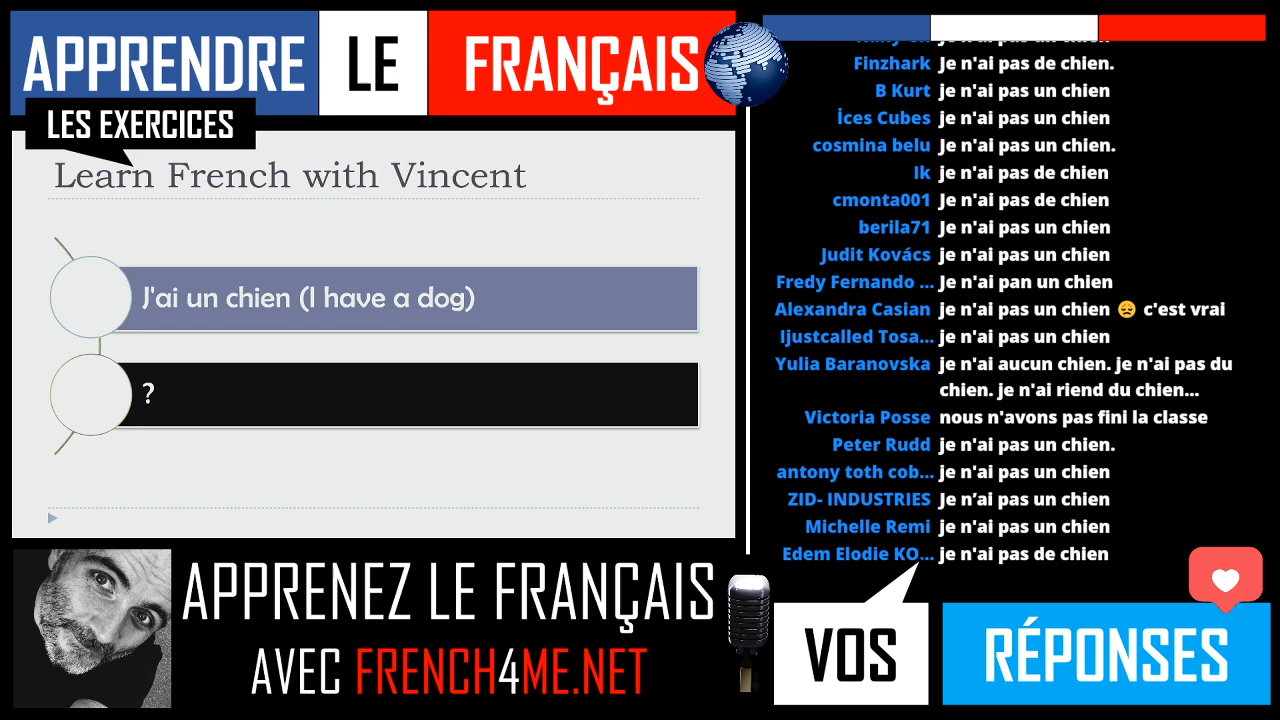 APPRENDRE LE FRANÇAIS
LES EXERCICES
Learn French with Vincent
J'ai un chien (I have a dog)
?
APPRENEZ LE FRANÇAIS
AVEC FRENCH4ME.NET
Finzhark Je n'ai pas de chien.
B Kurt je n'ai pas un chien
İces Cubes je n'ai pas un chien
cosmina belu Je n'ai pas un chien.
lk je n'ai pas de chien
cmonta001 Je n'ai pas de chien
berila71 Je n'ai pas un chien
Judit Kovács je n'ai pas un chien
Fredy Fernando ... Je n'ai pan un chien
Alexandra Casian je n'ai pas un chien 😔 c'est vrai
Ijustcalled Tosa... je n'ai pas un chien
Yulia Baranovska je n'ai aucun chien. je n'ai pas du
chien. je n'ai riend du chien...
Victoria Posse nous n'avons pas fini la classe
Peter Rudd je n'ai pas un chien.
antony toth cob... je n'ai pas un chien
ZID- INDUSTRIES Je n’ai pas un chien
Michelle Remi je n'ai pas un chien
Edem Elodie KO... je n'ai pas de chien
VOS RÉPONSES